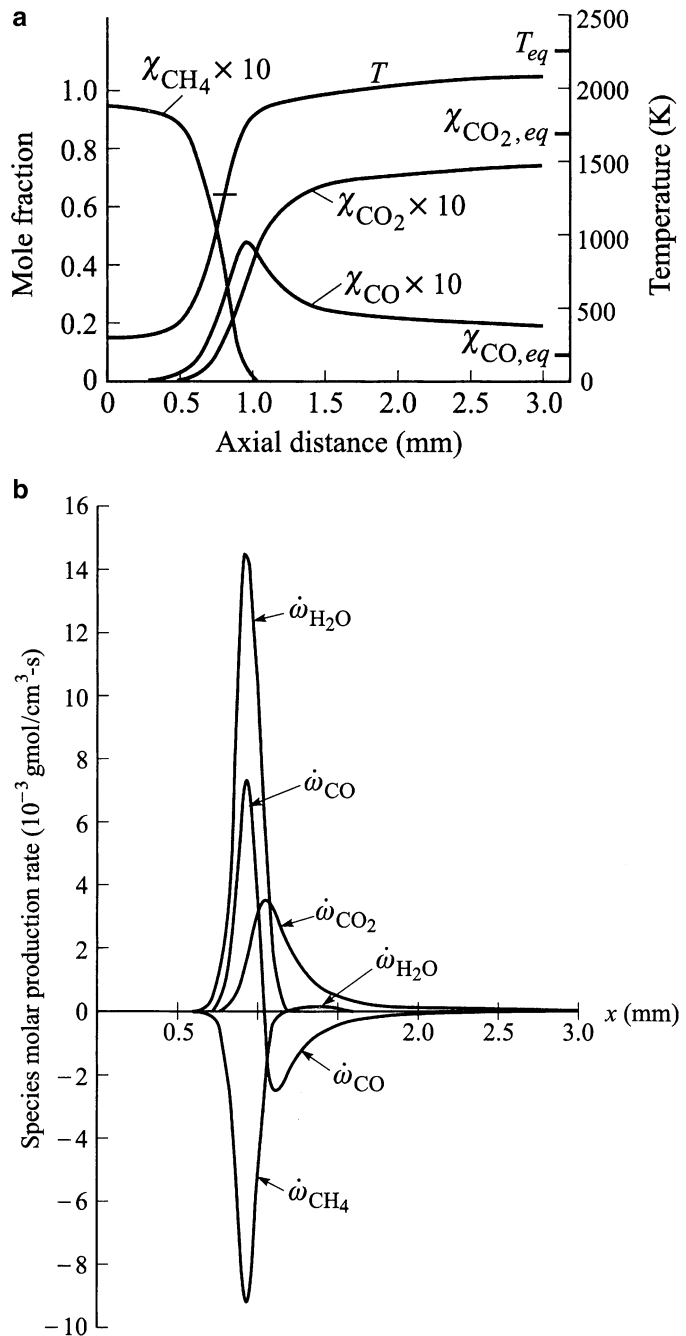 a
χCH4 × 10
T
Teq
χCO2,eq
χCO2 × 10
χCO × 10
χCO,eq
Mole fraction
1.0
0.8
0.6
0.4
0.2
0
2500
2000
1500
1000
500
0
Temperature (K)
0 0.5 1.0 1.5 2.0 2.5 3.0
Axial distance (mm)
b
Species molar production rate (10⁻³ gmol/cm³-s)
16
14
12
10
8
6
4
2
0
−2
−4
−6
−8
−10
ω̇H2O
ω̇CO
ω̇CO2
ω̇H2O
0.5 2.0 2.5 3.0 x (mm)
ω̇CO
ω̇CH4